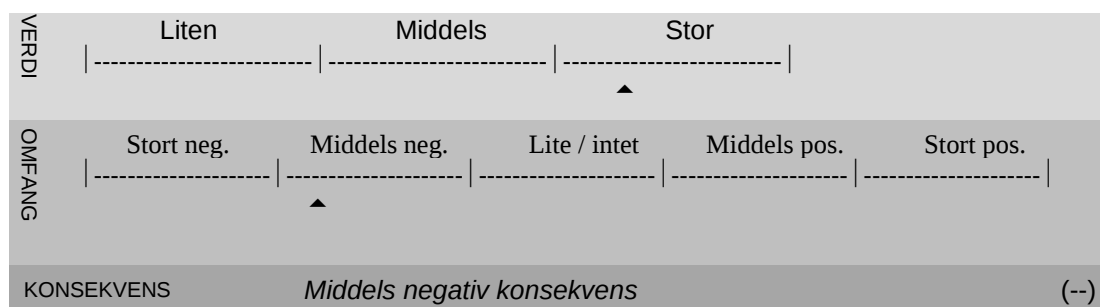 VERDI
Liten Middels Stor
|--------------------------|--------------------------|--------------------------|
OMFANG
Stort neg. Middels neg. Lite / intet Middels pos. Stort pos.
|---------------------|---------------------|---------------------|---------------------|---------------------|
KONSEKVENS Middels negativ konsekvens (--)